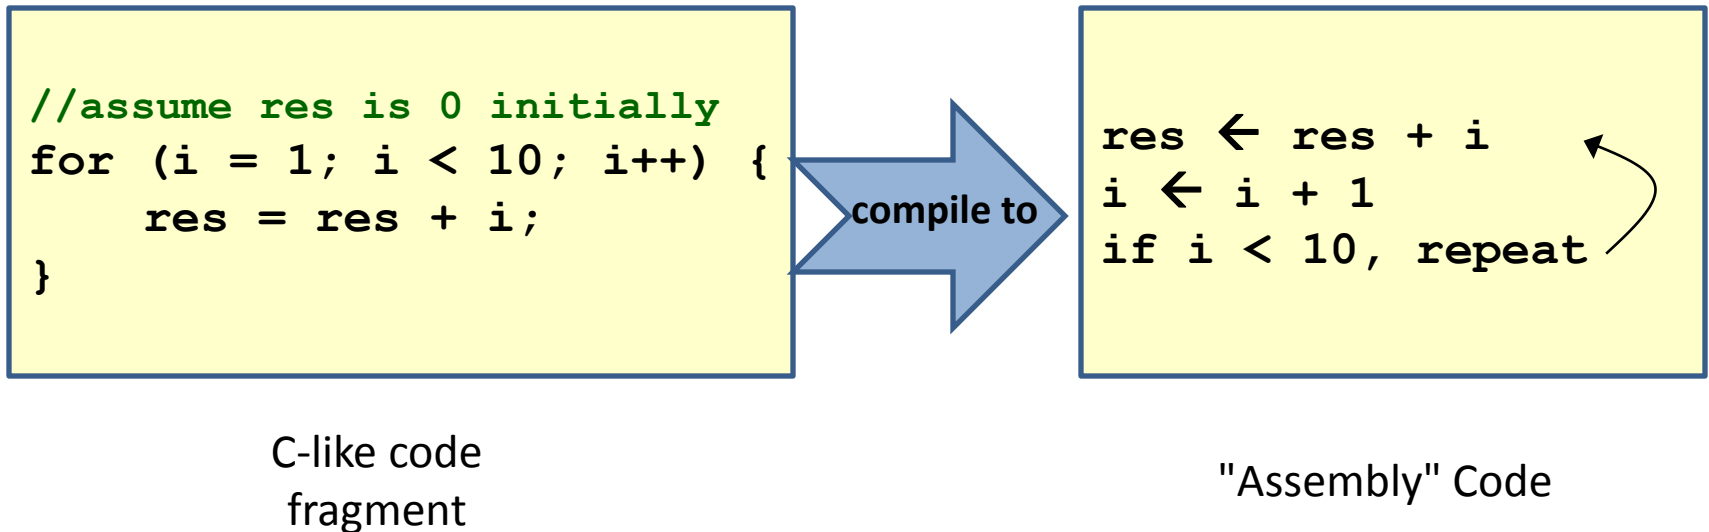 //assume res is 0 initially
for (i = 1; i < 10; i++) {
    res = res + i;
}
compile to
res ← res + i
i ← i + 1
if i < 10, repeat
C-like code
fragment
"Assembly" Code